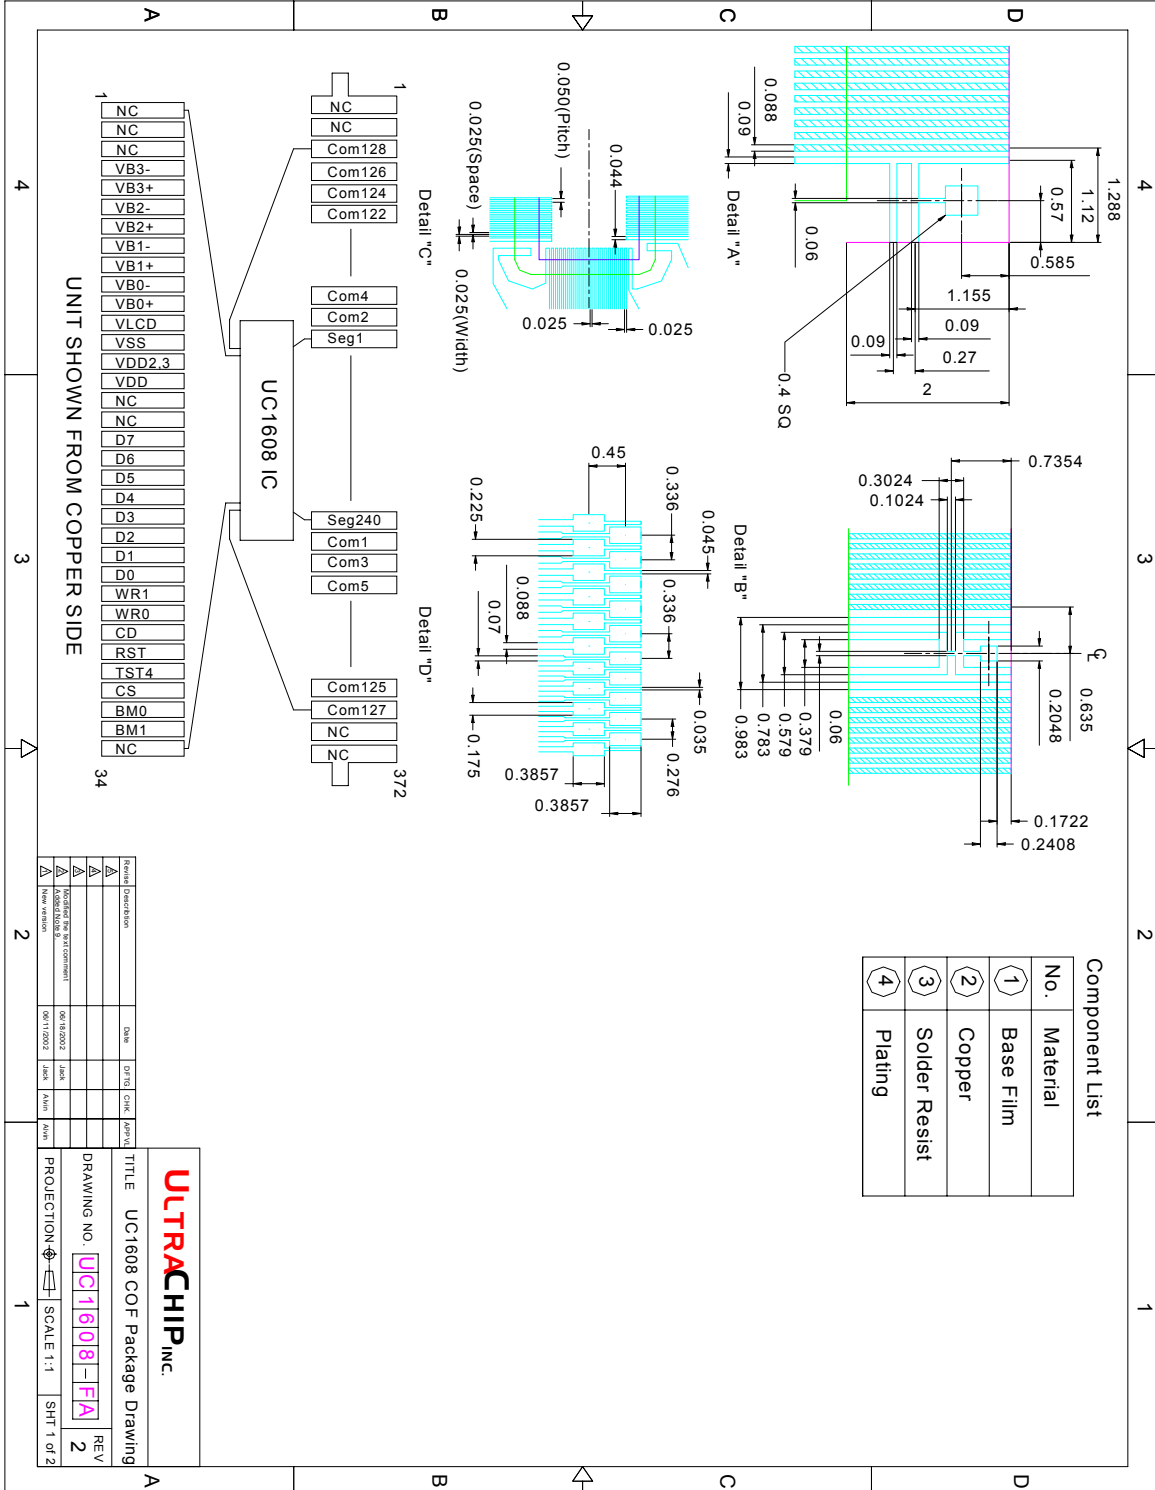 A
B
C
D
4
3
2
1
4
3
2
1
A
B
C
D
1.288
1.12
0.57
0.585
1.155
0.09
0.09
0.27
2
0.4 SQ
0.06
0.088
0.09
Detail "A"
0.050(Pitch)
0.025(Space)
0.044
0.025(Width)
0.025
0.025
Detail "C"
0.7354
0.3024
0.1024
℄
0.635
0.2048
0.06
0.379
0.579
0.783
0.983
0.1722
0.2408
Detail "B"
0.45
0.336
0.045
0.336
0.225
0.088
0.07
0.035
0.276
0.175
0.3857
0.3857
Detail "D"
1
NC
NC
Com128
Com126
Com124
Com122
Com4
Com2
Seg1
Seg240
Com1
Com3
Com5
Com125
Com127
NC
NC
372
UC1608 IC
1
NC
NC
NC
VB3-
VB3+
VB2-
VB2+
VB1-
VB1+
VB0-
VB0+
VLCD
VSS
VDD2,3
VDD
NC
NC
D7
D6
D5
D4
D3
D2
D1
D0
WR1
WR0
CD
RST
TST4
CS
BM0
BM1
NC
34
UNIT SHOWN FROM COPPER SIDE
Component List
No. Material
1 Base Film
2 Copper
3 Solder Resist
4 Plating
Revise Description Date DFTG CHK APPVL
Modified the text comment
Added Note 9. 06/18/2002 Jack
New version 06/11/2002 Jack Alvin Alvin
ULTRACHIP INC.
TITLE UC1608 COF Package Drawing
DRAWING NO. UC1608-FA
REV
2
PROJECTION SCALE 1:1 SHT 1 of 2